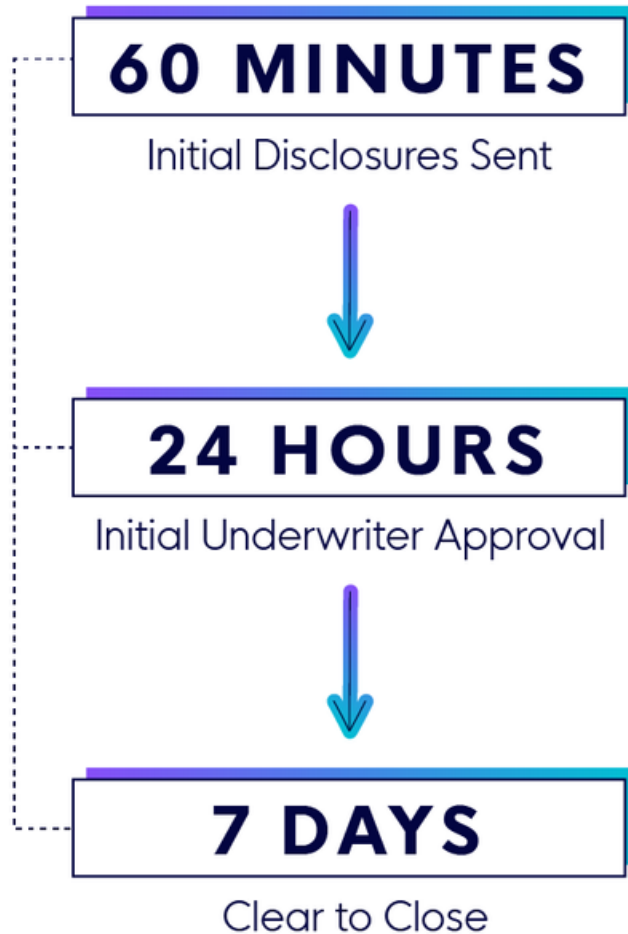 60 MINUTES
Initial Disclosures Sent
24 HOURS
Initial Underwriter Approval
7 DAYS
Clear to Close